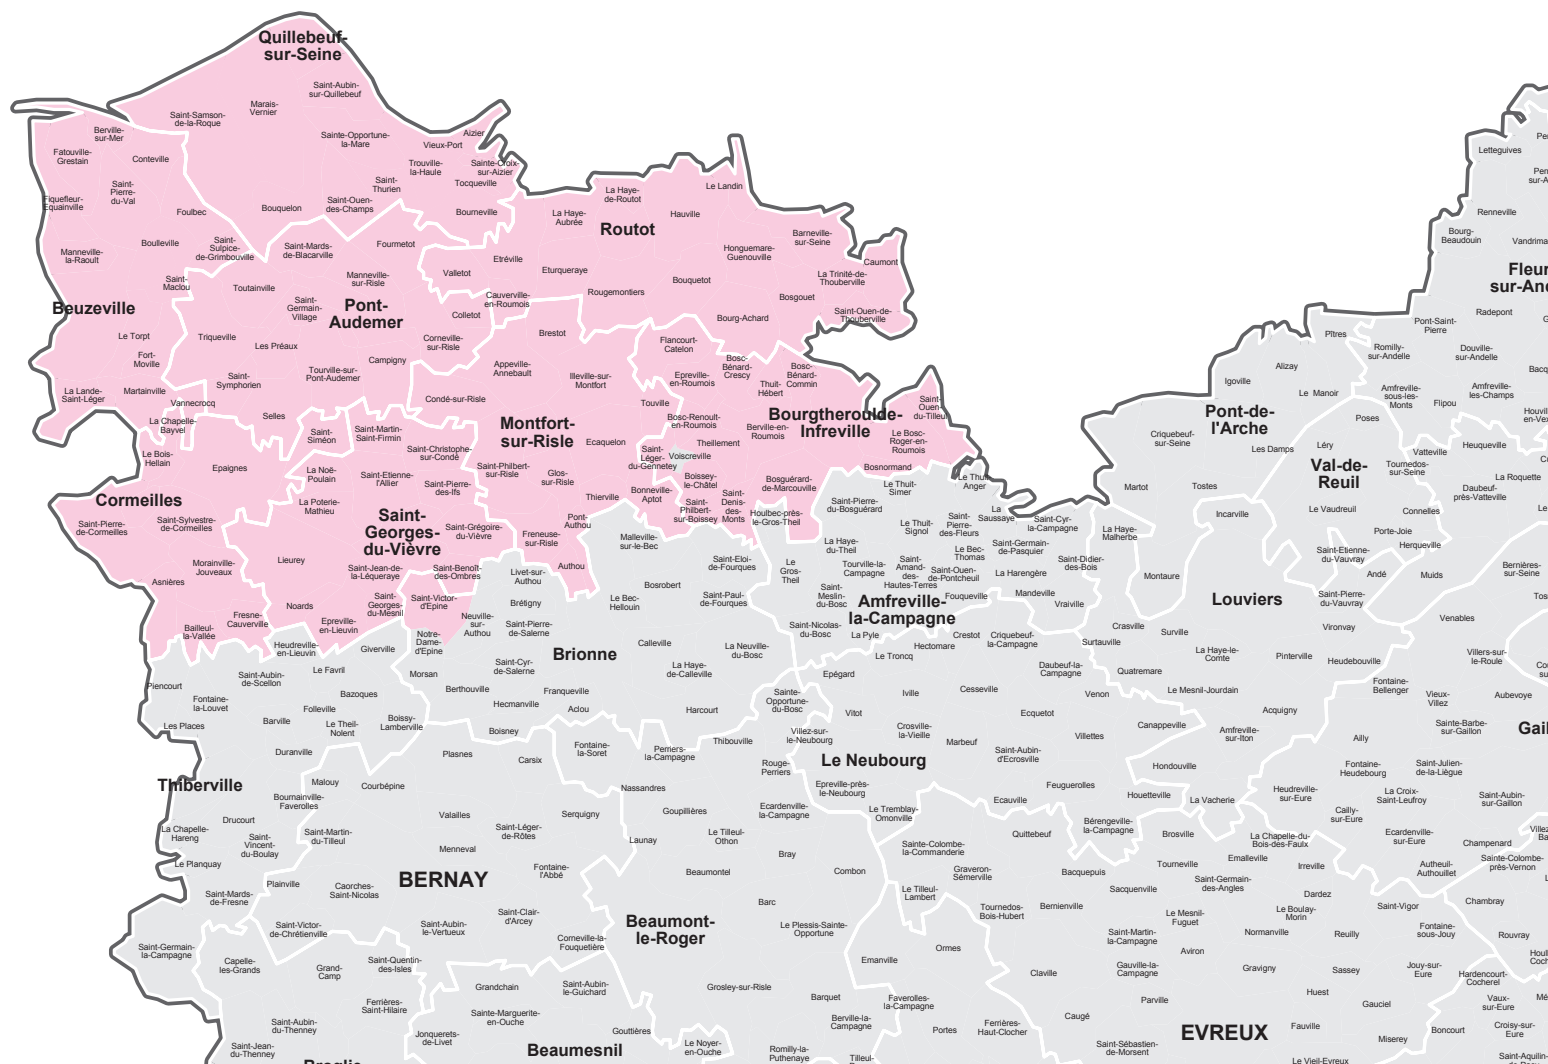 Quillebeuf-
sur-Seine
Saint-Aubin-
sur-Quillebeuf
Marais-
Vernier
Saint-Samson-
de-la-Roque
Berville-
sur-Mer
Sainte-Opportune-
la-Mare
Aizier
Vieux-Port
Fatouville-
Grestain
Conteville
Trouville-
la-Haule
Sainte-Croix-
sur-Aizier
Tocqueville
Saint-
Thurien
Saint-
Pierre-
du-Val
Fiquefleur-
Equainville
Foulbec
Bouquelon
Saint-Ouen-
des-Champs
Bourneville
La Haye-
de-Routot
Le Landin
La Haye-
Aubrée
Hauville
Routot
Barneville-
sur-Seine
Boulleville
Saint-
Sulpice-
de-Grimbouville
Saint-Mards-
de-Blacarville
Fourmetot
Manneville-
la-Raoult
Etréville
Honguemare-
Guenouville
Caumont
Valletot
Eturqueraye
Bouquetot
La Trinité-de-
Thouberville
Saint-
Maclou
Toutainville
Manneville-
sur-Risle
Cauverville-
en-Roumois
Rougemontiers
Bosgouet
Beuzeville
Saint-
Germain-
Village
Pont-
Audemer
Colletot
Bourg-Achard
Saint-Ouen-de-
Thouberville
Le Torpt
Triqueville
Les Préaux
Corneville-
sur-Risle
Brestot
Flancourt-
Catelon
Fort-
Moville
Campigny
Appeville-
Annebault
Bosc-
Bénard-
Crescy
Bosc-
Bénard-
Commin
Saint-
Symphorien
Tourville-sur-
Pont-Audemer
Illeville-sur-
Montfort
Epreville-
en-Roumois
Thuit-
Hébert
La Lande-
Saint-Léger
Martainville
Vannecrocq
Condé-sur-Risle
Touville
Saint-
Ouen-
du-Tilleul
La Chapelle-
Bayvel
Selles
Montfort-
sur-Risle
Bosc-Renoult-
en-Roumois
Berville-en-
Roumois
Bourgtheroulde-
Infreville
Saint-
Siméon
Saint-Martin-
Saint-Firmin
Ecaquelon
Theillement
Le Bosc-
Roger-en-
Roumois
Le Bois-
Hellain
Epaignes
Saint-Christophe-
sur-Condé
Saint-
Léger-
du-Gennetey
Voiscreville
Bosnormand
La Noë-
Poulain
Saint-Etienne-
l'Allier
Saint-Philbert-
sur-Risle
Glos-
sur-Risle
Boissey-
le-Châtel
Bosguérard-
de-Marcouville
Saint-Pierre-
des-Ifs
Thierville
Bonneville-
Aptot
Cormeilles
La Poterie-
Mathieu
Saint-
Philbert-
sur-Boissey
Saint-
Denis-
des-
Monts
Houlbec-près-
le-Gros-Theil
Saint-Pierre-
de-Cormeilles
Saint-Sylvestre-
de-Cormeilles
Saint-
Georges-
du-Vièvre
Saint-Grégoire-
du-Vièvre
Pont-
Authou
Freneuse-
sur-Risle
Lieurey
Authou
Morainville-
Jouveaux
Asnières
Saint-Jean-de-
la-Léqueraye
Saint-Benoît-
des-Ombres
Saint-
Georges-
du-Mesnil
Saint-Victor-
d'Epine
Noards
Fresne-
Cauverville
Epreville-
en-Lieuvin
Bailleul-
la-Vallée
Letteguives
Renneville
Bourg-
Beaudouin
Vandrima
Fleur
sur-And
Radepont
Pont-Saint-
Pierre
Pîtres
Romilly-
sur-Andelle
Douville-
sur-Andelle
Alizay
Igoville
Le Manoir
Amfreville-
sous-les-
Monts
Amfreville-
les-Champs
Flipou
Poses
Pont-de-
l'Arche
Criquebeuf-
sur-Seine
Les Damps
Léry
Vatteville
Heuqueville
Val-de-
Reuil
Tournedos-
sur-Seine
La Roquette
Daubeuf-
près-Vatteville
Martot
Tostes
Incarville
Le Vaudreuil
Connelles
Porte-Joie
Herqueville
Le Thuit-
Anger
Le Thuit-
Simer
Saint-Pierre-
du-Bosguérard
La
Saussaye
Saint-Cyr-
la-Campagne
La Haye-
Malherbe
Le Thuit-
Signol
Saint-
Pierre-
des-Fleurs
Saint-Germain-
de-Pasquier
Saint-Didier-
des-Bois
Saint-Etienne-
du-Vauvray
Andé
Muids
Bernières-
sur-Seine
La Haye-
du-Theil
Le Bec-
Thomas
La Harengère
Montaure
Malleville-
sur-le-Bec
Saint-Eloi-
de-Fourques
Le
Gros-
Theil
Tourville-la-
Campagne
Saint-
Amand-
des-
Hautes-Terres
Saint-Ouen-
de-Pontcheuil
Livet-sur-
Authou
Bosrobert
Saint-
Meslin-
du-Bosc
Fouqueville
Mandeville
Vraiville
Louviers
Saint-Pierre-
du-Vauvray
Brétigny
Le Bec-
Hellouin
Saint-Paul-
de-Fourques
Amfreville-
la-Campagne
Venables
Neuville-
sur-
Authou
Saint-Pierre-
de-Salerne
Saint-Nicolas-
du-Bosc
La Pyle
Crestot
Criquebeuf-
la-Campagne
Crasville
Surville
Vironvay
Notre-
Dame-
d'Epine
Calleville
La Neuville-
du-Bosc
Hectomare
Surtauville
La Haye-le-
Comte
Pinterville
Heudebouville
Villers-sur-
le-Roule
Heudreville-
en-Lieuvin
Giverville
Brionne
Le Troncq
Daubeuf-la-
Campagne
Quatremare
Piencourt
Saint-Aubin-
de-Scellon
Le Favril
Morsan
Saint-Cyr-
de-Salerne
La Haye-
de-Calleville
Epégard
Le Mesnil-Jourdain
Fontaine-
Bellenger
Vieux-
Villez
Aubevoye
Fontaine-
la-Louvet
Bazoques
Berthouville
Franqueville
Sainte-
Opportune-
du-Bosc
Iville
Cesseville
Venon
Acquigny
Folleville
Hecmanville
Aclou
Harcourt
Vitot
Ecquetot
Canappeville
Sainte-Barbe-
sur-Gaillon
Gail
Les Places
Barville
Le Theil-
Nolent
Boissy-
Lamberville
Boisney
Villez-sur-
le-Neubourg
Crosville-
la-Vieille
Marbeuf
Villettes
Amfreville-
sur-Iton
Ailly
Duranville
Plasnes
Carsix
Fontaine-
la-Soret
Perriers-
la-Campagne
Thibouville
Le Neubourg
Saint-Aubin-
d'Ecrosville
Hondouville
Fontaine-
Heudebourg
Saint-Julien-
de-la-Liègue
Thiberville
Malouy
Courbépine
Nassandres
Rouge-
Perriers
Feuguerolles
Houetteville
La Vacherie
Heudreville-
sur-Eure
La Croix-
Saint-Leufroy
Saint-Aubin-
sur-Gaillon
Bournainville-
Faverolles
Valailles
Serquigny
Goupillières
Ecardenville-
la-Campagne
Epreville-près-
le-Neubourg
Ecauville
Cailly-
sur-Eure
Drucourt
Le Tremblay-
Omonville
Bérengeville-
la-Campagne
La Chapelle-
Hareng
Saint-
Vincent-
du-Boulay
Saint-Martin-
du-Tilleul
Saint-Léger-
de-Rôtes
Launay
Le Tilleul-
Othon
Quittebeuf
Brosville
La Chapelle-du-
Bois-des-Faulx
Ecardenville-
sur-Eure
Champenard
Menneval
Bray
Sainte-Colombe-
la-Commanderie
Emalleville
Irreville
Autheuil-
Authouillet
Sainte-Colombe-
près-Vernon
Le Planquay
Fontaine-
l'Abbé
Beaumontel
Combon
Graveron-
Sémerville
Bacquepuis
Tourneville
BERNAY
Plainville
Caorches-
Saint-Nicolas
Le Tilleul-
Lambert
Sacquenville
Saint-Germain-
des-Angles
Dardez
Saint-Mards-
de-Fresne
Barc
Tournedos-
Bois-Hubert
Bernienville
Le Mesnil-
Fuguet
Le Boulay-
Morin
Saint-Vigor
Chambray
Saint-Victor-
de-Chrétienville
Saint-Aubin-
le-Vertueux
Saint-Clair-
d'Arcey
Beaumont-
le-Roger
Le Plessis-Sainte-
Opportune
Saint-Martin-
la-Campagne
Normanville
Reuilly
Fontaine-
sous-Jouy
Rouvray
Saint-Germain-
la-Campagne
Corneville-la-
Fouquetière
Ormes
Aviron
Capelle-
les-Grands
Grand-
Camp
Saint-Quentin-
des-Isles
Emanville
Claville
Gauville-la-
Campagne
Gravigny
Sassey
Jouy-sur-
Eure
Hardencourt-
Cocherel
Grandchain
Saint-Aubin-
le-Guichard
Grosley-sur-Risle
Barquet
Faverolles-
la-Campagne
Parville
Huest
Gauciel
Vaux-
sur-Eure
Ferrières-
Saint-Hilaire
Sainte-Marguerite-
en-Ouche
Caugé
Saint-Aubin-
du-Thenney
Gouttières
Berville-la-
Campagne
Portes
Ferrières-
Haut-Clocher
EVREUX
Fauville
Miserey
Boncourt
Croisy-sur-
Eure
Saint-Jean-
du-Thenney
Jonquerets-
de-Livet
Beaumesnil
Le Noyer-
en-Ouche
Romilly-la-
Puthenaye
Tilleul-
Saint-Sébastien-
de-Morsent
Le Vieil-Evreux
Saint-Aquilin-
Broglie